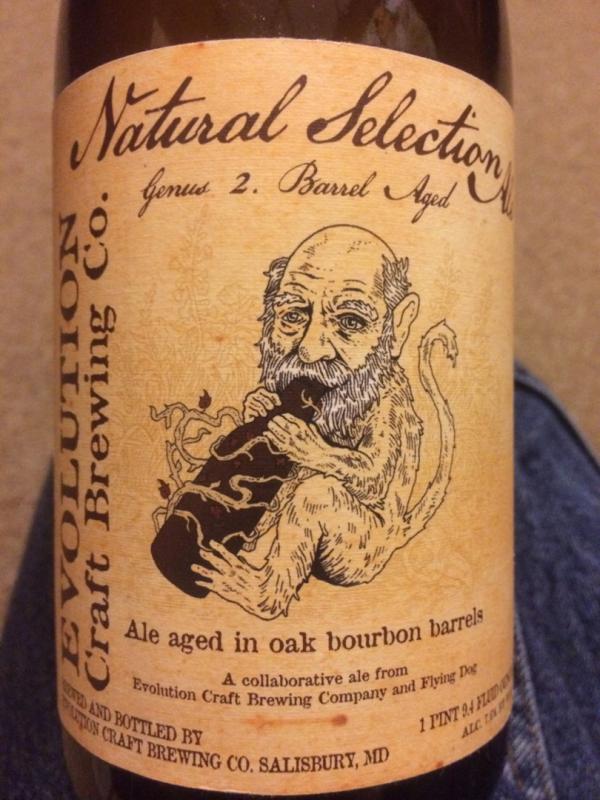 Natural Selection
Genus 2. Barrel Aged
EVOLUTION
Craft Brewing Co.
Ale aged in oak bourbon barrels
A collaborative ale from
Evolution Craft Brewing Company and Flying Dog
AND BOTTLED BY
EVOLUTION CRAFT BREWING CO. SALISBURY, MD
1 PINT 9.4 FLUID
ALC.